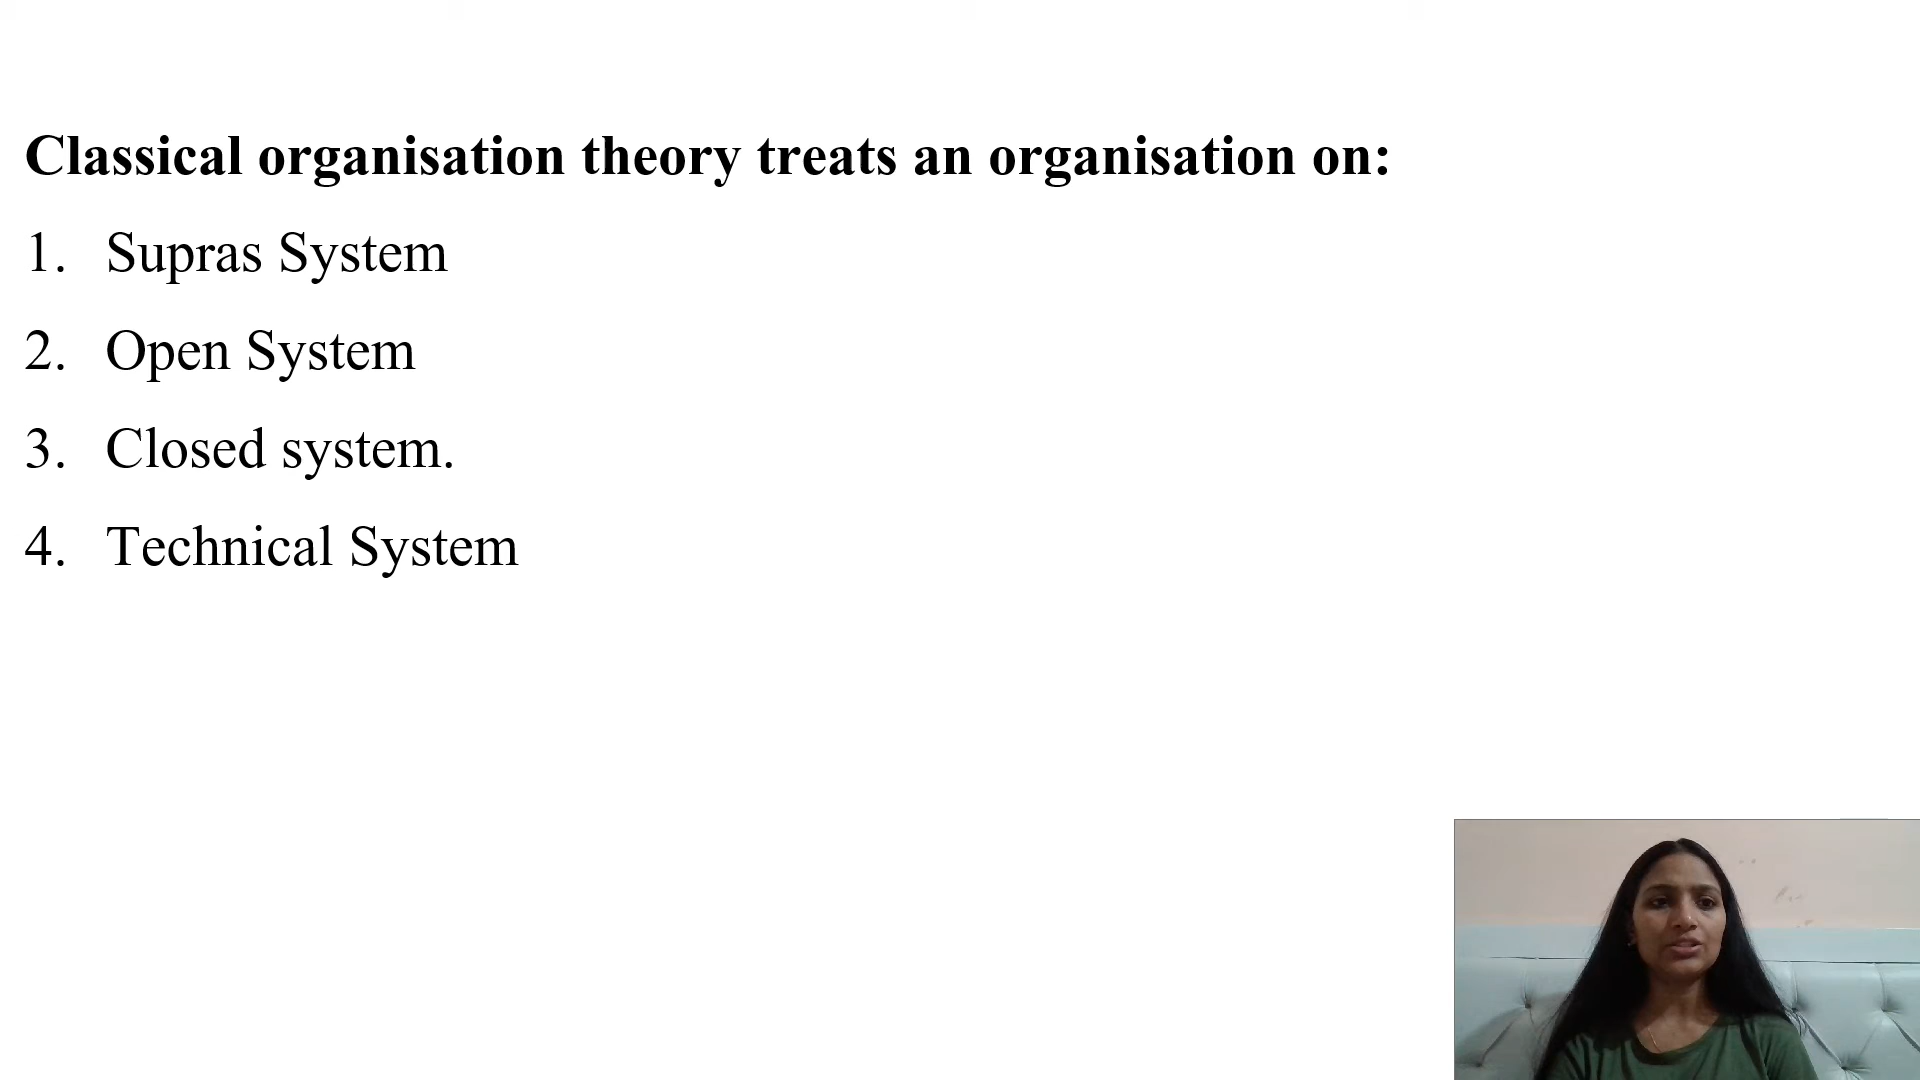 Classical organisation theory treats an organisation on:
1. Supras System
2. Open System
3. Closed system.
4. Technical System